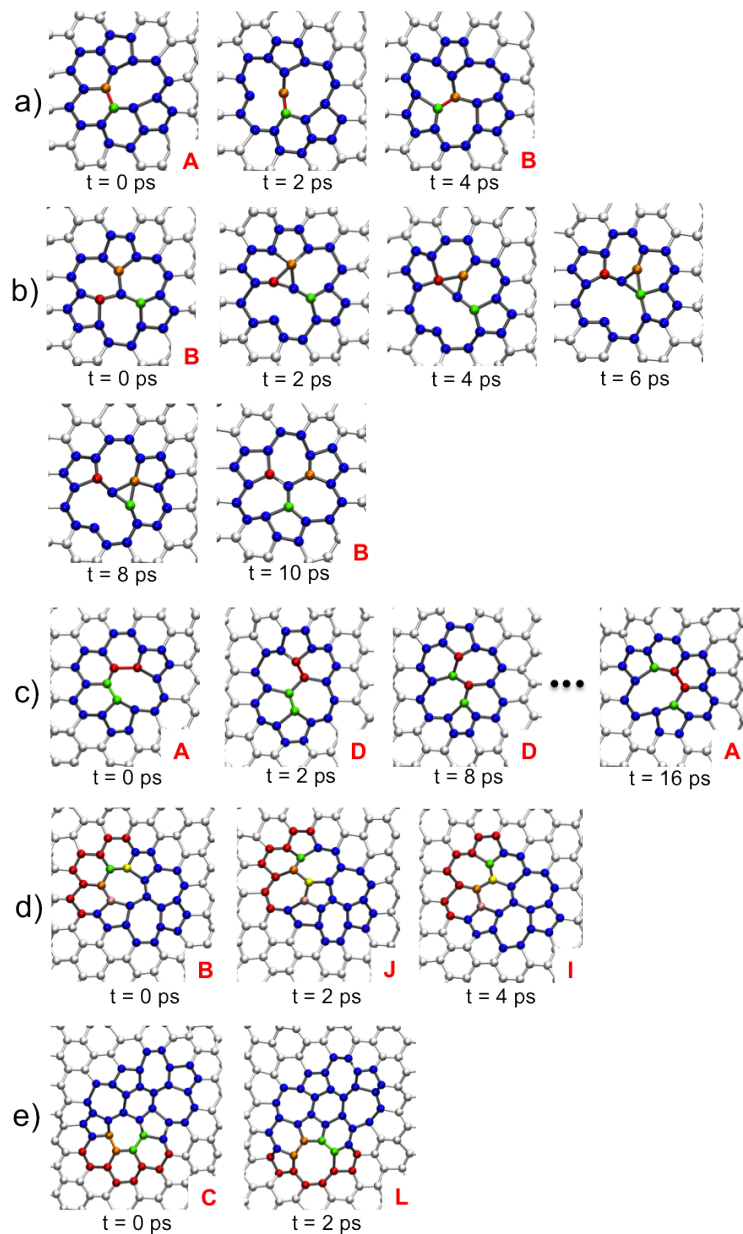 a)
A
B
t = 0 ps
t = 2 ps
t = 4 ps
b)
B
t = 0 ps
t = 2 ps
t = 4 ps
t = 6 ps
B
t = 8 ps
t = 10 ps
c)
A
D
D
A
t = 0 ps
t = 2 ps
t = 8 ps
t = 16 ps
d)
B
J
I
t = 0 ps
t = 2 ps
t = 4 ps
e)
C
L
t = 0 ps
t = 2 ps